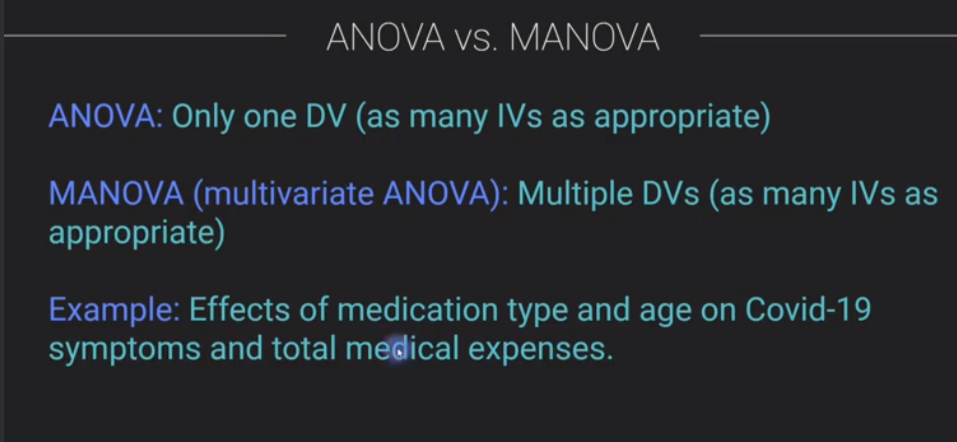 ANOVA vs. MANOVA
ANOVA: Only one DV (as many IVs as appropriate)
MANOVA (multivariate ANOVA): Multiple DVs (as many IVs as
appropriate)
Example: Effects of medication type and age on Covid-19
symptoms and total medical expenses.